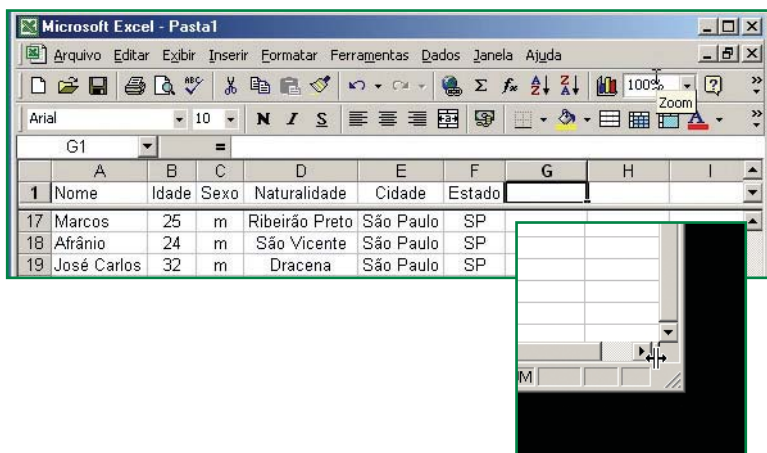 Microsoft Excel - Pasta1
Arquivo Editar Exibir Inserir Formatar Ferramentas Dados Janela Ajuda
100%
Zoom
Arial 10 N I S
G1 =
A B C D E F G H I
1 Nome Idade Sexo Naturalidade Cidade Estado
17 Marcos 25 m Ribeirão Preto São Paulo SP
18 Afrânio 24 m São Vicente São Paulo SP
19 José Carlos 32 m Dracena São Paulo SP